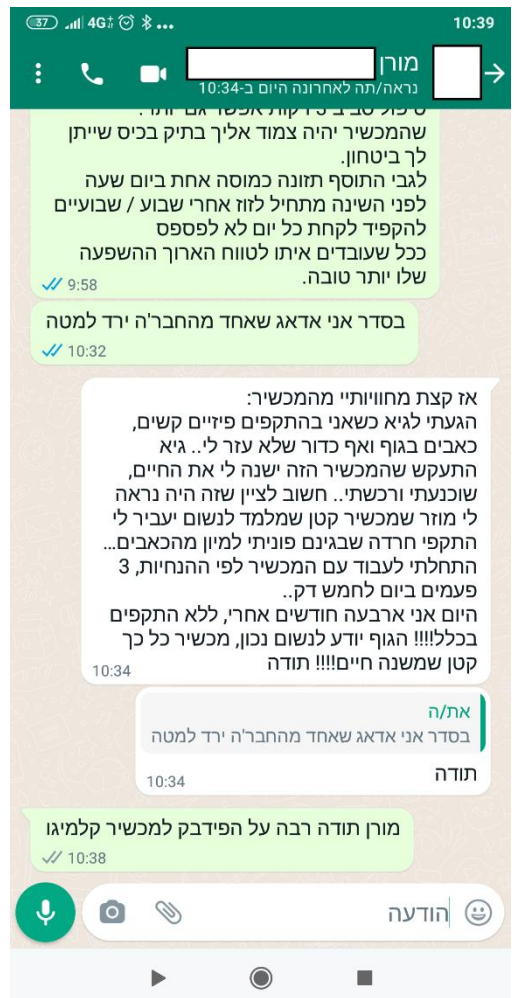 37 4G 10:39
מורן
נראה/תה לאחרונה היום ב-10:34
שהמכשיר יהיה צמוד אליך בתיק בכיס שייתן
לך ביטחון.
לגבי התוסף תזונה כמוסה אחת ביום שעה
לפני השינה מתחיל לזוז אחרי שבוע / שבועיים
להקפיד לקחת כל יום לא לפספס
ככל שעובדים איתו לטווח הארוך ההשפעה
שלו יותר טובה.
9:58
בסדר אני אדאג שאחד מהחבר'ה ירד למטה
10:32
אז קצת מחוויותיי מהמכשיר:
הגעתי לגיא כשאני בהתקפים פיזיים קשים,
כאבים בגוף ואף כדור שלא עזר לי.. גיא
התעקש שהמכשיר הזה ישנה לי את החיים,
שוכנעתי ורכשתי.. חשוב לציין שזה היה נראה
לי מוזר שמכשיר קטן שמלמד לנשום יעביר לי
התקפי חרדה שבגינם פוניתי למיון מהכאבים...
התחלתי לעבוד עם המכשיר לפי ההנחיות, 3
פעמים ביום לחמש דק..
היום אני ארבעה חודשים אחרי, ללא התקפים
בכלל!!!! הגוף יודע לנשום נכון, מכשיר כל כך
קטן שמשנה חיים!!!! תודה
10:34
את/ה
בסדר אני אדאג שאחד מהחבר'ה ירד למטה
תודה
10:34
מורן תודה רבה על הפידבק למכשיר קלמיגו
10:38
הודעה